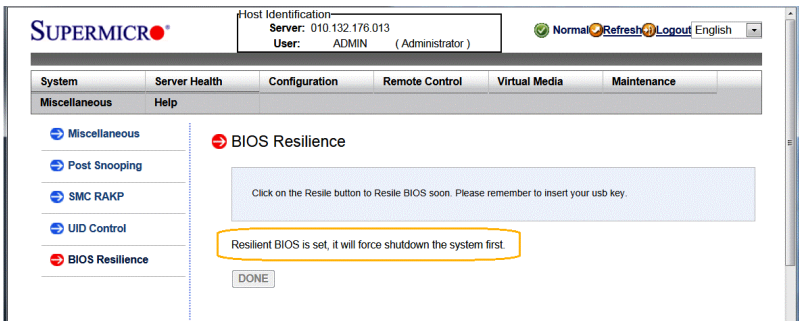 Host Identification
Server: 010.132.176.013
User: ADMIN ( Administrator )
SUPERMICRO
Normal Refresh Logout English
System Server Health Configuration Remote Control Virtual Media Maintenance
Miscellaneous Help
Miscellaneous
Post Snooping
SMC RAKP
UID Control
BIOS Resilience
BIOS Resilience
Click on the Resile button to Resile BIOS soon. Please remember to insert your usb key.
Resilient BIOS is set, it will force shutdown the system first.
DONE